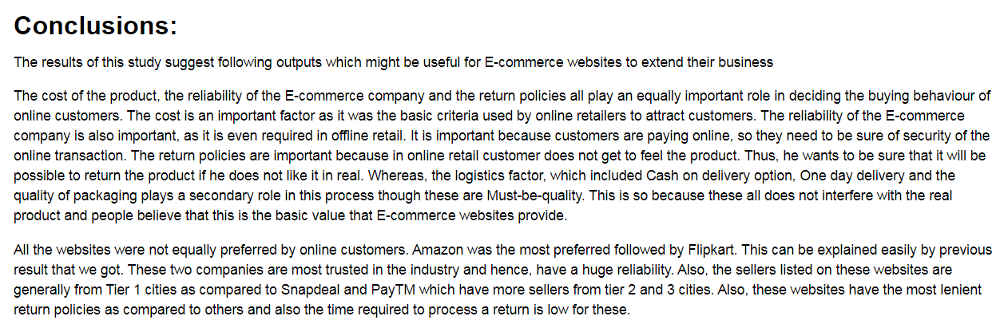 Conclusions:
The results of this study suggest following outputs which might be useful for E-commerce websites to extend their business
The cost of the product, the reliability of the E-commerce company and the return policies all play an equally important role in deciding the buying behaviour of
online customers. The cost is an important factor as it was the basic criteria used by online retailers to attract customers. The reliability of the E-commerce
company is also important, as it is even required in offline retail. It is important because customers are paying online, so they need to be sure of security of the
online transaction. The return policies are important because in online retail customer does not get to feel the product. Thus, he wants to be sure that it will be
possible to return the product if he does not like it in real. Whereas, the logistics factor, which included Cash on delivery option, One day delivery and the
quality of packaging plays a secondary role in this process though these are Must-be-quality. This is so because these all does not interfere with the real
product and people believe that this is the basic value that E-commerce websites provide.
All the websites were not equally preferred by online customers. Amazon was the most preferred followed by Flipkart. This can be explained easily by previous
result that we got. These two companies are most trusted in the industry and hence, have a huge reliability. Also, the sellers listed on these websites are
generally from Tier 1 cities as compared to Snapdeal and PayTM which have more sellers from tier 2 and 3 cities. Also, these websites have the most lenient
return policies as compared to others and also the time required to process a return is low for these.